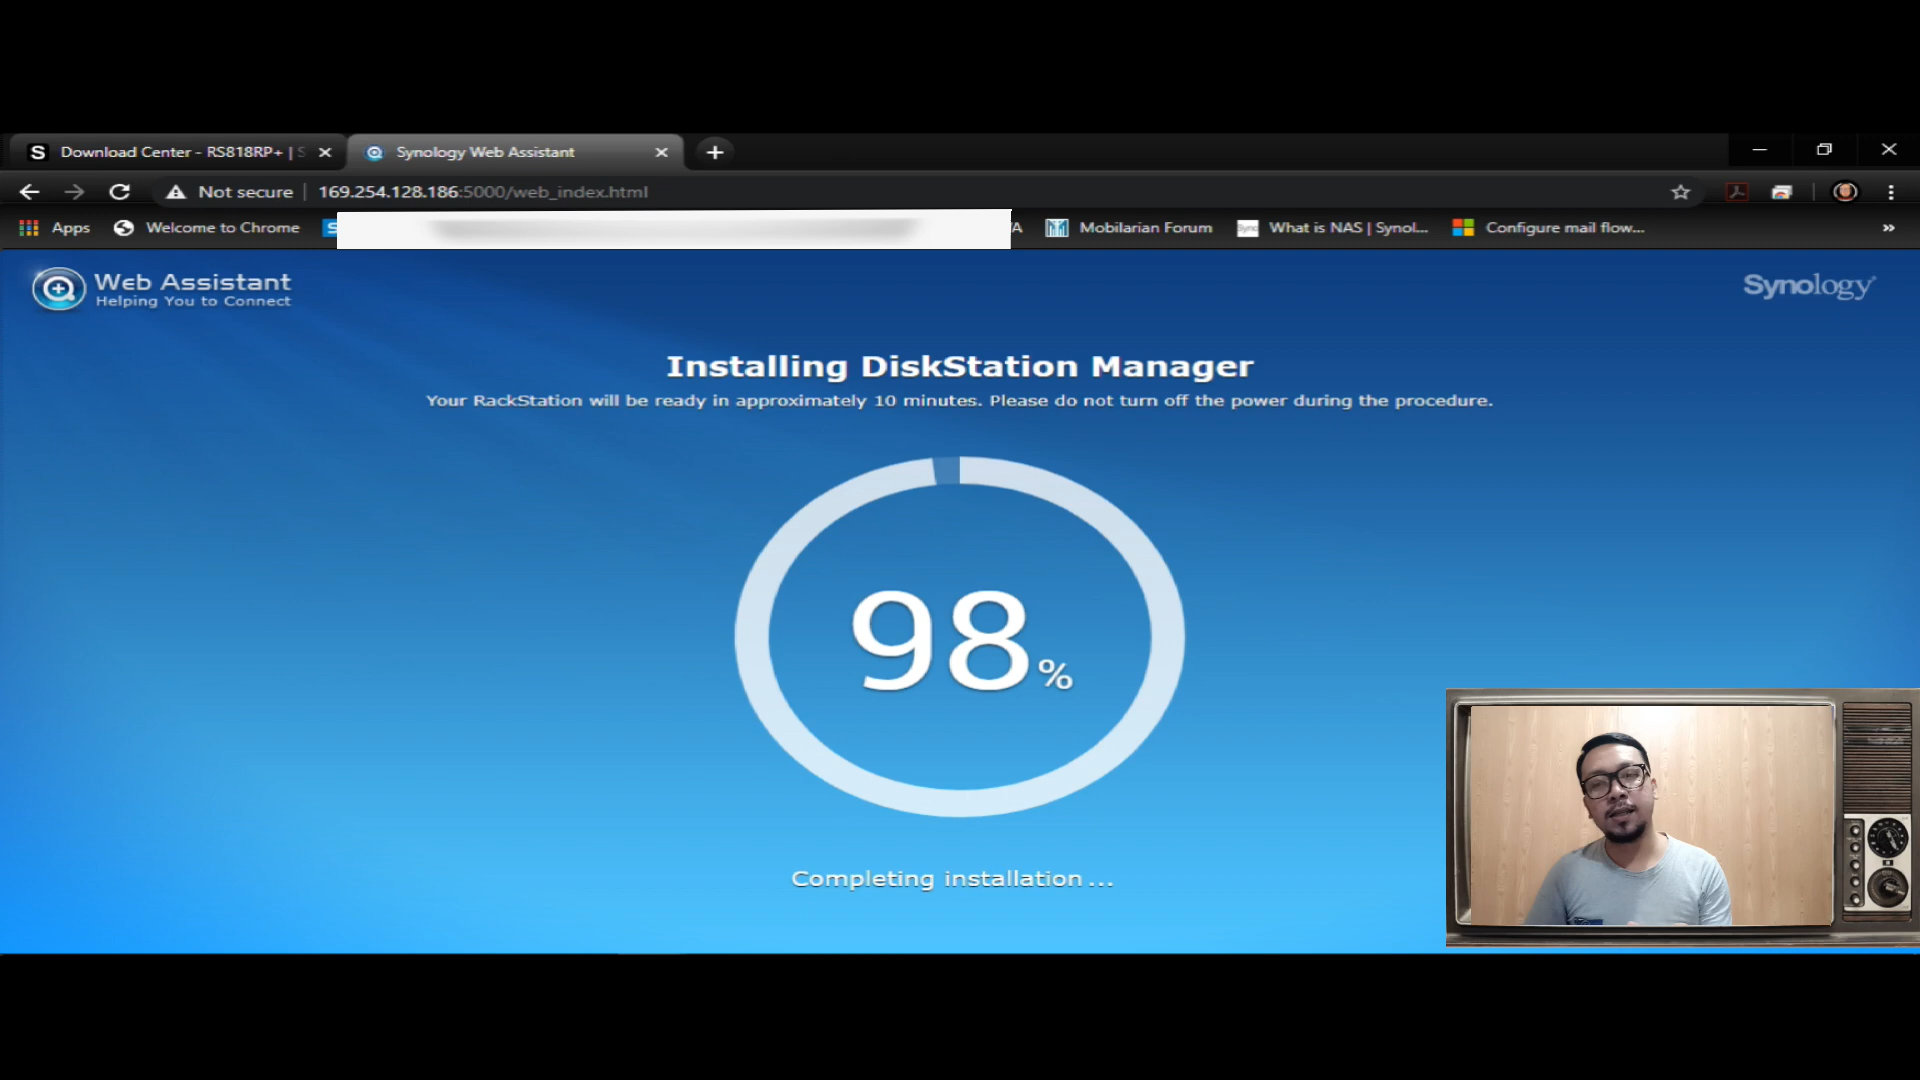 Download Center - RS818RP+ | S
Synology Web Assistant
Not secure
169.254.128.186:5000/web_index.html
Apps
Welcome to Chrome
S
A
Mobilarian Forum
What is NAS | Synol...
Configure mail flow...
Web Assistant
Helping You to Connect
Synology
Installing DiskStation Manager
Your RackStation will be ready in approximately 10 minutes. Please do not turn off the power during the procedure.
98%
Completing installation...